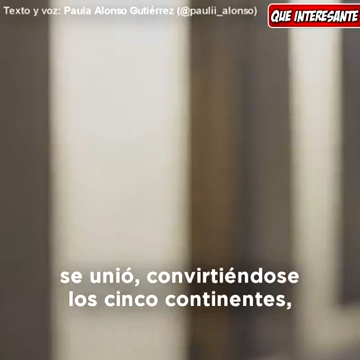 Texto y voz: Paula Alonso Gutiérrez (@paulii_alonso)
QUE INTERESANTE
se unió, convirtiéndose
los cinco continentes,